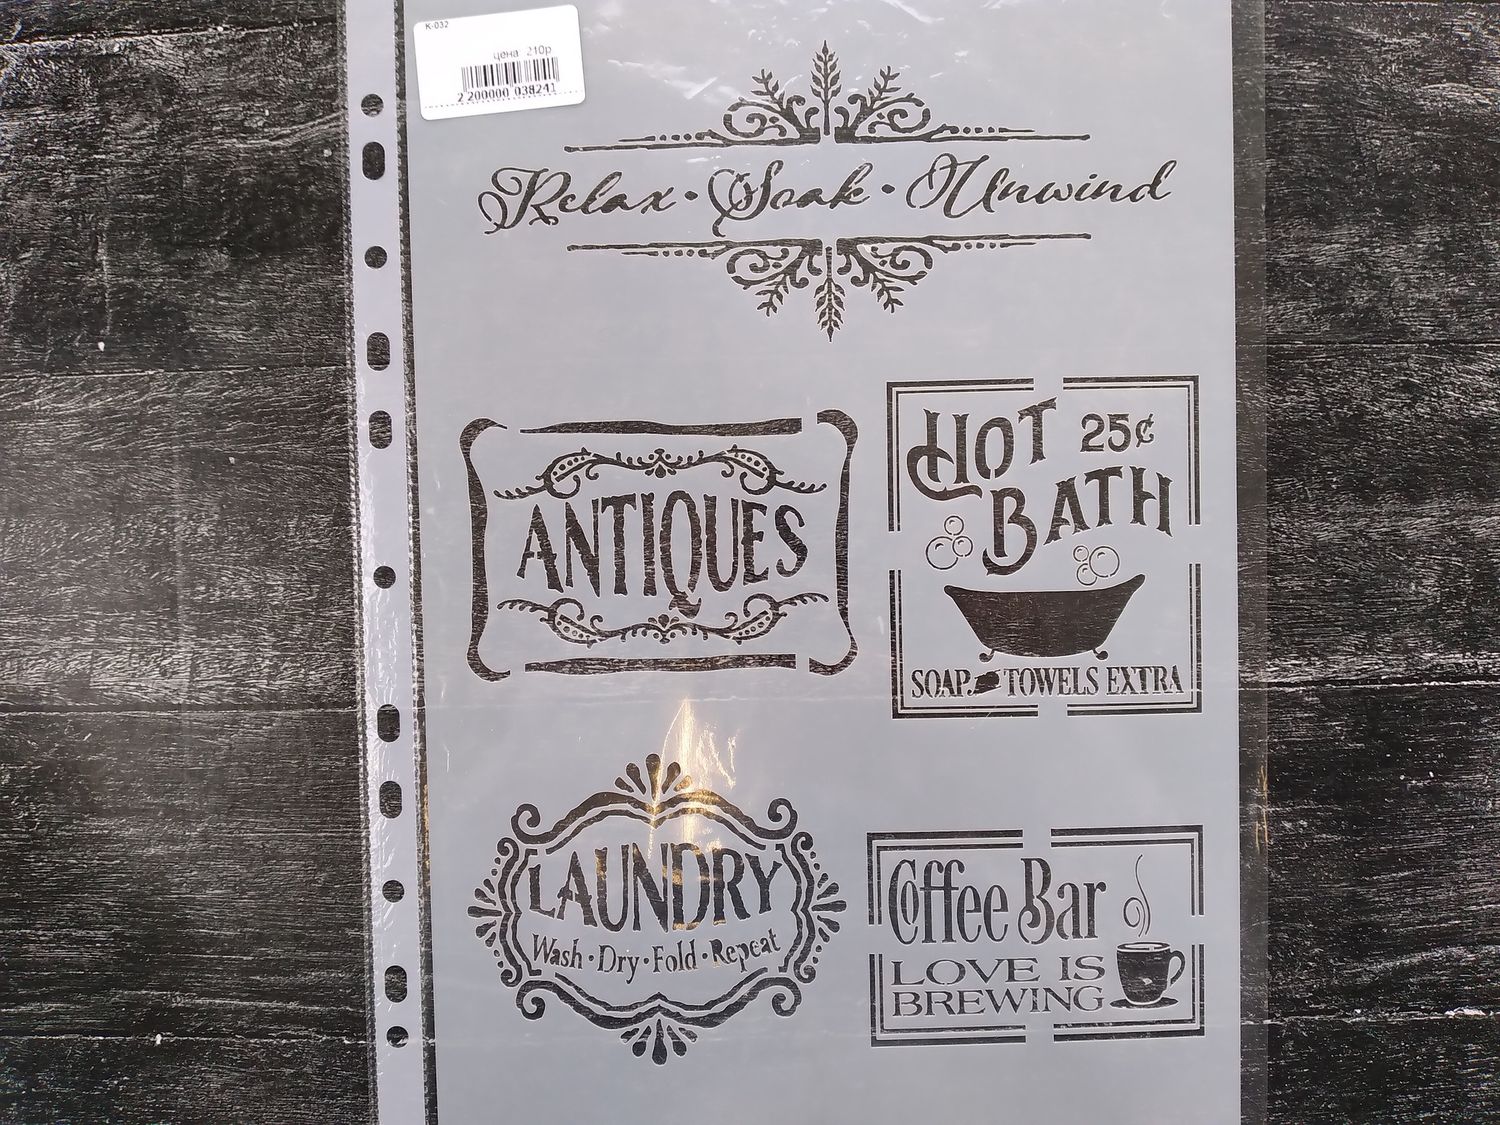 K-032
цена: 210р
2 200000 038241
Relax • Soak • Unwind
ANTIQUES
HOT 25¢
BATH
SOAP TOWELS EXTRA
LAUNDRY
Wash • Dry • Fold • Repeat
Coffee Bar
LOVE IS
BREWING